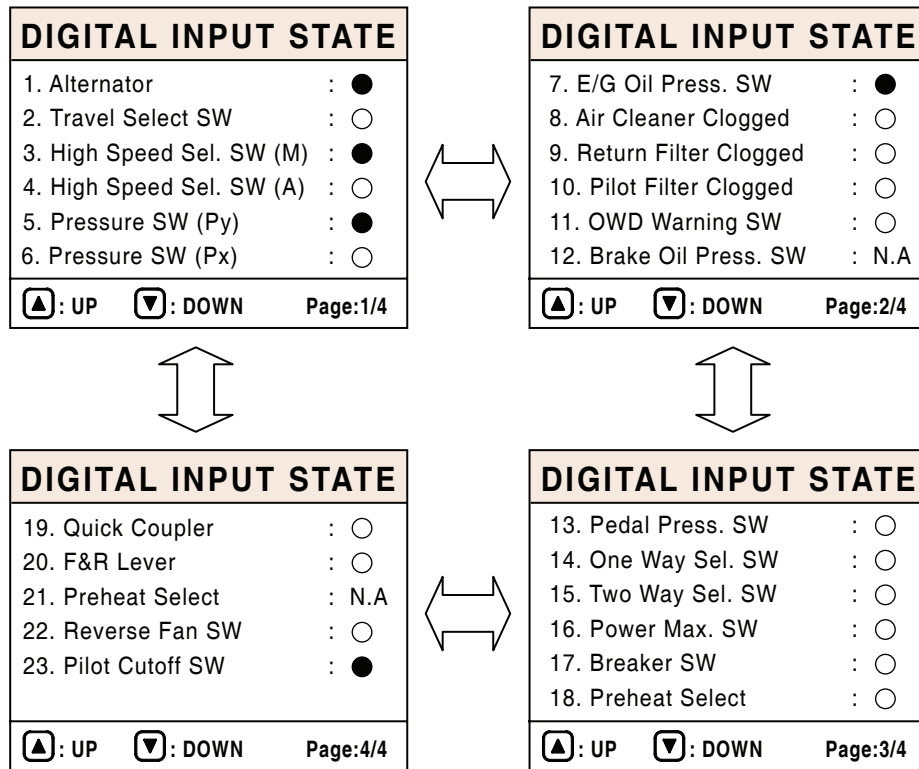 DIGITAL INPUT STATE
1. Alternator : ●
2. Travel Select SW : ○
3. High Speed Sel. SW (M) : ●
4. High Speed Sel. SW (A) : ○
5. Pressure SW (Py) : ●
6. Pressure SW (Px) : ○
▲ : UP ▼ : DOWN Page:1/4
DIGITAL INPUT STATE
7. E/G Oil Press. SW : ●
8. Air Cleaner Clogged : ○
9. Return Filter Clogged : ○
10. Pilot Filter Clogged : ○
11. OWD Warning SW : ○
12. Brake Oil Press. SW : N.A
▲ : UP ▼ : DOWN Page:2/4
DIGITAL INPUT STATE
19. Quick Coupler : ○
20. F&R Lever : ○
21. Preheat Select : N.A
22. Reverse Fan SW : ○
23. Pilot Cutoff SW : ●
▲ : UP ▼ : DOWN Page:4/4
DIGITAL INPUT STATE
13. Pedal Press. SW : ○
14. One Way Sel. SW : ○
15. Two Way Sel. SW : ○
16. Power Max. SW : ○
17. Breaker SW : ○
18. Preheat Select : ○
▲ : UP ▼ : DOWN Page:3/4